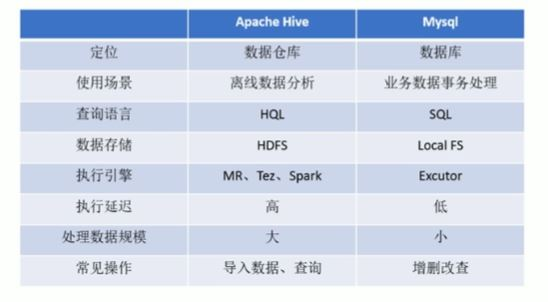 Apache Hive Mysql
定位 数据仓库 数据库
使用场景 离线数据分析 业务数据事务处理
查询语言 HQL SQL
数据存储 HDFS Local FS
执行引擎 MR、Tez、Spark Excutor
执行延迟 高 低
处理数据规模 大 小
常见操作 导入数据、查询 增删改查